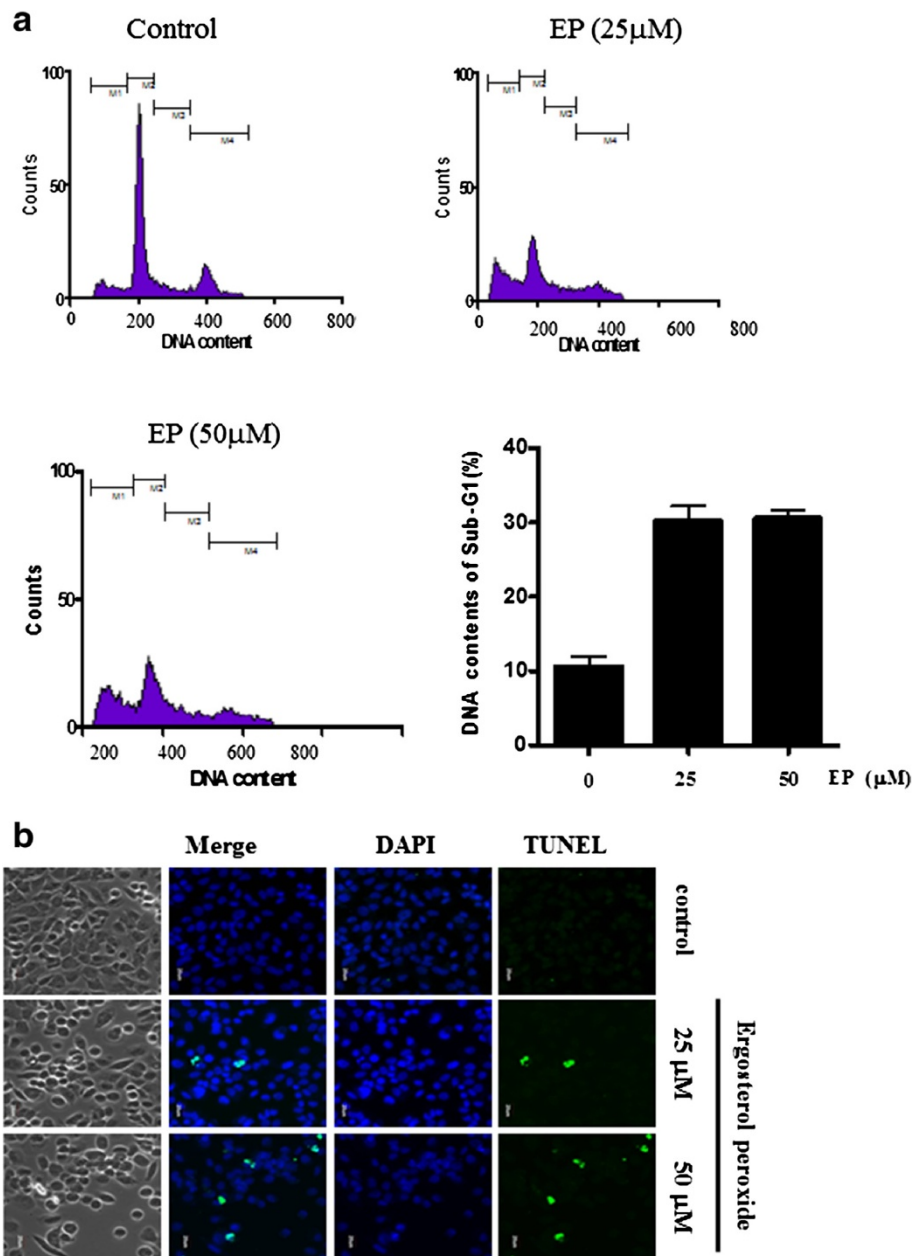 a
Control
EP (25µM)
100
50
0
Counts
M1
M2
M3
M4
0 200 400 600 800
DNA content
100
50
0
Counts
M1
M2
M3
M4
0 200 400 600 800
DNA content
EP (50µM)
100
50
0
Counts
M1
M2
M3
M4
200 400 600 800
DNA content
40
30
20
10
0
DNA contents of Sub-G1(%)
0 25 50 EP (µM)
b
Merge DAPI TUNEL
control
25 µM
50 µM
Ergosterol peroxide